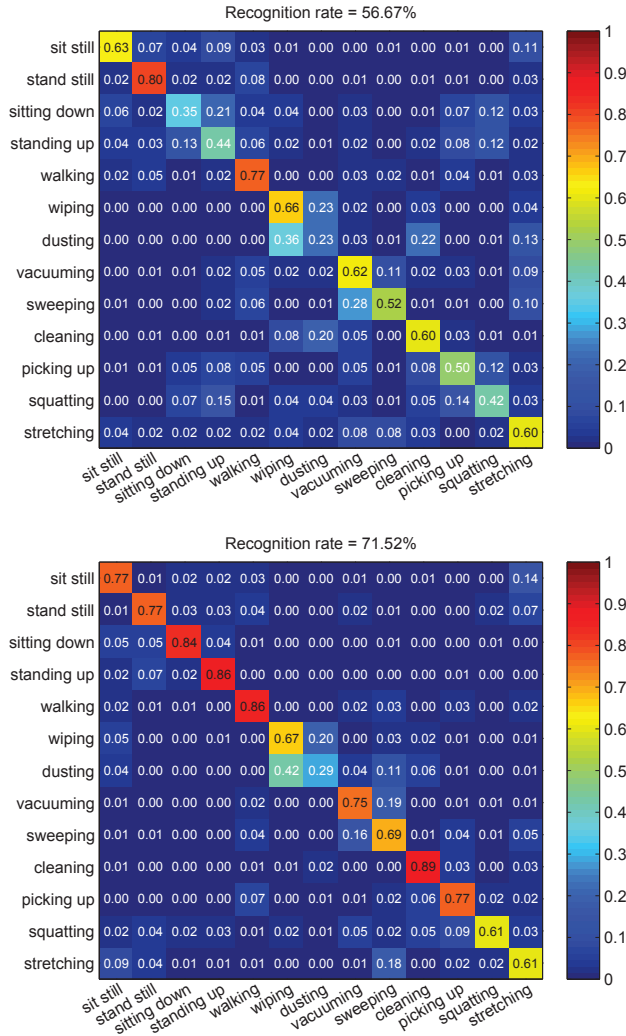 Recognition rate = 56.67%
sit still 0.63 0.07 0.04 0.09 0.03 0.01 0.00 0.00 0.00 0.01 0.01 0.00 0.11
stand still 0.02 0.80 0.02 0.02 0.08 0.00 0.00 0.01 0.00 0.01 0.01 0.01 0.03
sitting down 0.06 0.02 0.35 0.21 0.04 0.04 0.00 0.03 0.00 0.01 0.07 0.12 0.03
standing up 0.04 0.03 0.13 0.44 0.06 0.02 0.01 0.02 0.00 0.02 0.08 0.12 0.02
walking 0.02 0.05 0.01 0.02 0.77 0.00 0.00 0.03 0.02 0.01 0.04 0.01 0.03
wiping 0.00 0.00 0.00 0.00 0.00 0.66 0.23 0.02 0.00 0.03 0.00 0.00 0.04
dusting 0.00 0.00 0.00 0.00 0.00 0.36 0.23 0.03 0.01 0.22 0.00 0.01 0.13
vacuuming 0.00 0.01 0.01 0.02 0.05 0.02 0.02 0.62 0.11 0.02 0.03 0.01 0.09
sweeping 0.01 0.00 0.00 0.02 0.06 0.00 0.01 0.28 0.52 0.01 0.01 0.00 0.10
cleaning 0.00 0.01 0.00 0.01 0.01 0.08 0.20 0.05 0.00 0.60 0.03 0.01 0.01
picking up 0.01 0.01 0.05 0.08 0.05 0.00 0.00 0.05 0.01 0.08 0.50 0.12 0.03
squatting 0.00 0.00 0.07 0.15 0.01 0.04 0.04 0.03 0.01 0.05 0.14 0.42 0.03
stretching 0.04 0.02 0.02 0.02 0.02 0.04 0.02 0.08 0.08 0.03 0.00 0.02 0.60
sit still stand still sitting down standing up walking wiping dusting vacuuming sweeping cleaning picking up squatting stretching
1
0.9
0.8
0.7
0.6
0.5
0.4
0.3
0.2
0.1
0
Recognition rate = 71.52%
sit still 0.77 0.01 0.02 0.02 0.03 0.00 0.00 0.01 0.00 0.01 0.00 0.00 0.14
stand still 0.01 0.77 0.03 0.03 0.04 0.00 0.00 0.02 0.01 0.00 0.00 0.02 0.07
sitting down 0.05 0.05 0.84 0.04 0.01 0.00 0.00 0.00 0.00 0.01 0.00 0.00 0.00
standing up 0.02 0.07 0.02 0.86 0.00 0.00 0.00 0.00 0.00 0.00 0.00 0.00 0.00
walking 0.02 0.01 0.01 0.00 0.86 0.00 0.00 0.02 0.03 0.00 0.03 0.00 0.02
wiping 0.05 0.00 0.00 0.01 0.00 0.67 0.20 0.00 0.03 0.02 0.01 0.00 0.01
dusting 0.04 0.00 0.00 0.01 0.00 0.42 0.29 0.04 0.11 0.06 0.01 0.00 0.01
vacuuming 0.01 0.00 0.00 0.00 0.02 0.00 0.00 0.75 0.19 0.00 0.01 0.00 0.01
sweeping 0.01 0.01 0.00 0.00 0.04 0.00 0.00 0.16 0.69 0.01 0.04 0.01 0.05
cleaning 0.01 0.00 0.00 0.00 0.01 0.01 0.02 0.00 0.01 0.89 0.03 0.00 0.03
picking up 0.00 0.00 0.00 0.00 0.07 0.00 0.01 0.01 0.02 0.06 0.77 0.02 0.02
squatting 0.02 0.04 0.02 0.03 0.01 0.02 0.01 0.05 0.02 0.05 0.09 0.61 0.03
stretching 0.09 0.04 0.01 0.01 0.01 0.00 0.00 0.02 0.18 0.00 0.02 0.02 0.61
sit still stand still sitting down standing up walking wiping dusting vacuuming sweeping cleaning picking up squatting stretching
1
0.9
0.8
0.7
0.6
0.5
0.4
0.3
0.2
0.1
0